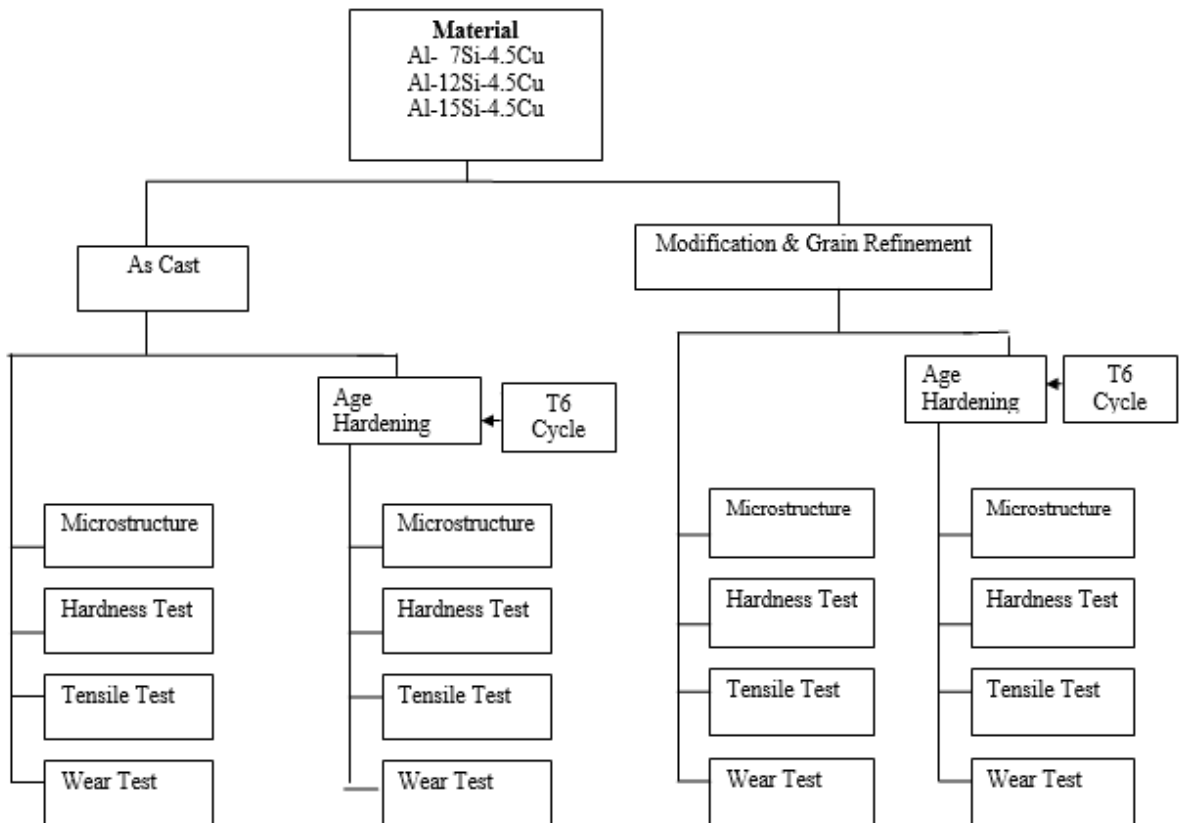 Material
Al- 7Si-4.5Cu
Al-12Si-4.5Cu
Al-15Si-4.5Cu
As Cast
Modification & Grain Refinement
Age
Hardening
T6
Cycle
Age
Hardening
T6
Cycle
Microstructure
Hardness Test
Tensile Test
Wear Test
Microstructure
Hardness Test
Tensile Test
Wear Test
Microstructure
Hardness Test
Tensile Test
Wear Test
Microstructure
Hardness Test
Tensile Test
Wear Test